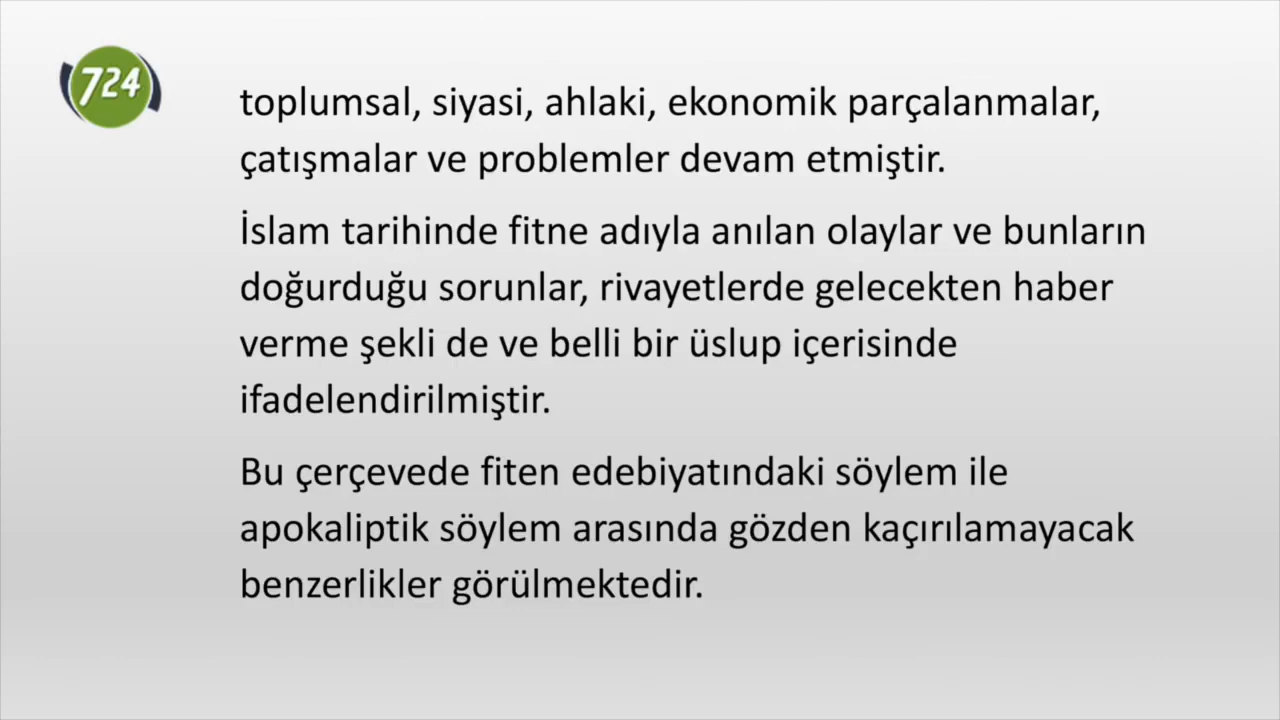 724
toplumsal, siyasi, ahlaki, ekonomik parçalanmalar,
çatışmalar ve problemler devam etmiştir.
İslam tarihinde fitne adıyla anılan olaylar ve bunların
doğurduğu sorunlar, rivayetlerde gelecekten haber
verme şekli de ve belli bir üslup içerisinde
ifadelendirilmiştir.
Bu çerçevede fiten edebiyatındaki söylem ile
apokaliptik söylem arasında gözden kaçırılamayacak
benzerlikler görülmektedir.